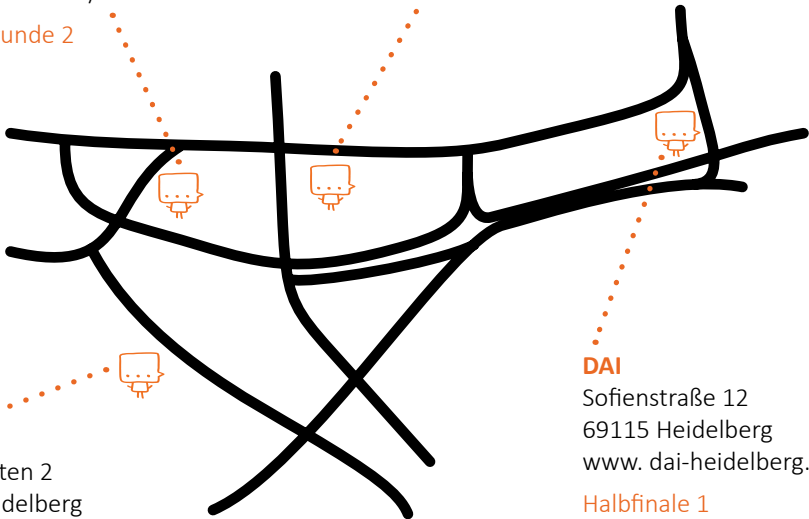 unde 2
DAI
Sofienstraße 12
69115 Heidelberg
www. dai-heidelberg.
Halbfinale 1
ten 2
delberg